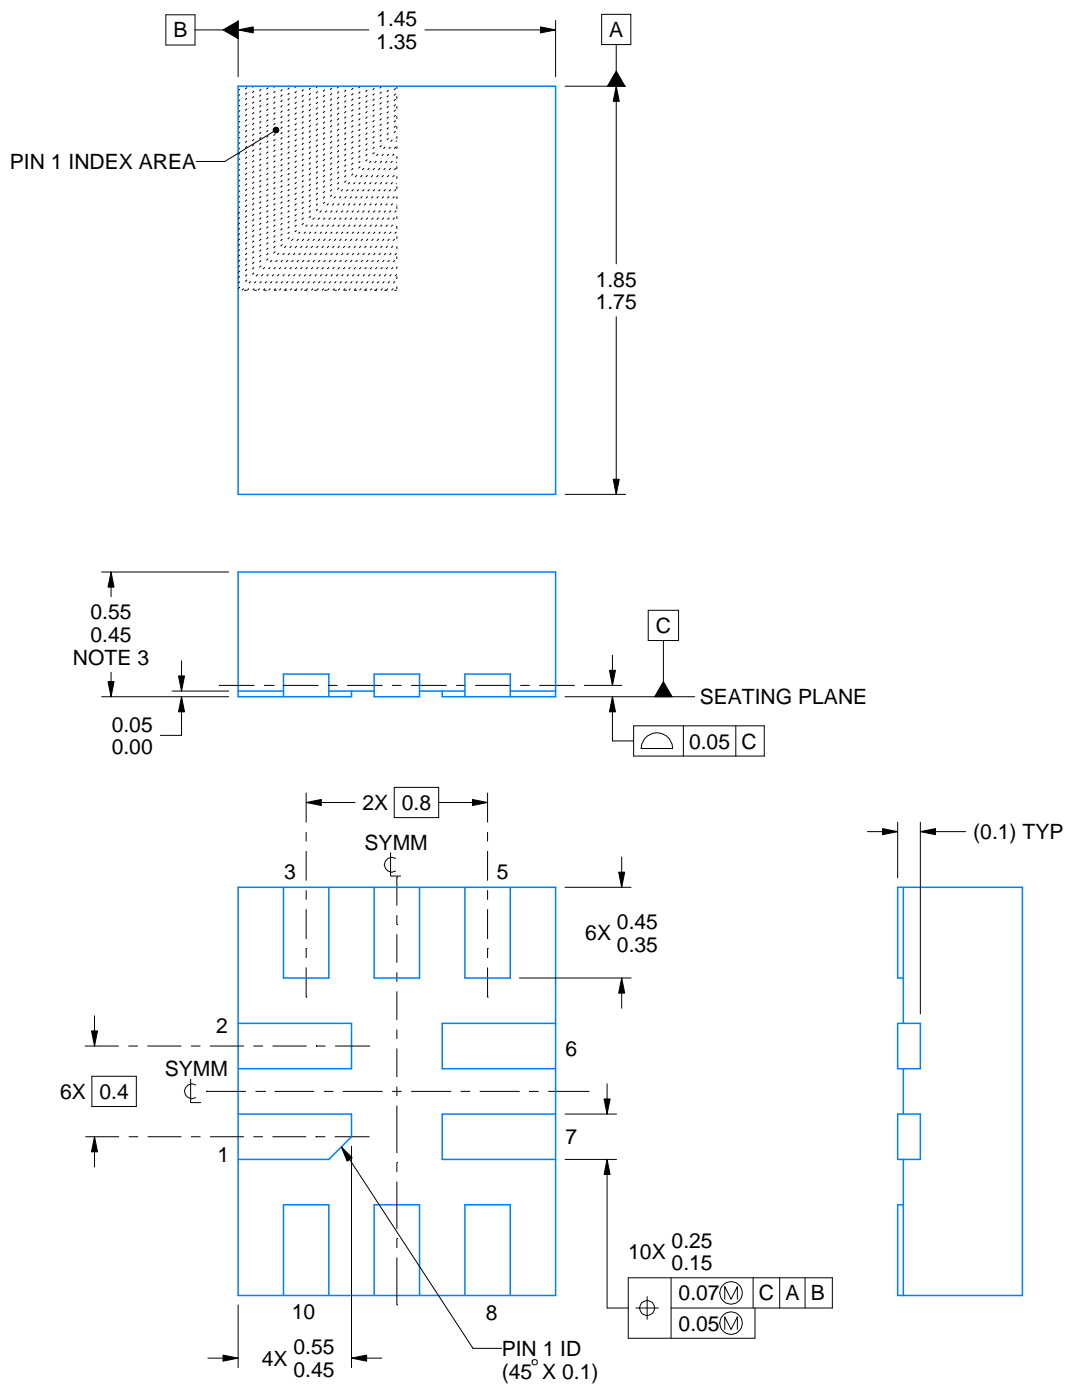 B
1.45
1.35
A
PIN 1 INDEX AREA
1.85
1.75
0.55
0.45
NOTE 3
C
SEATING PLANE
0.05
0.00
0.05 C
2X 0.8
SYMM
℄
(0.1) TYP
3
5
6X 0.45
0.35
2
6
SYMM
℄
6X 0.4
7
1
10X 0.25
0.15
0.07Ⓜ C A B
0.05Ⓜ
10
8
4X 0.55
0.45
PIN 1 ID
(45° X 0.1)